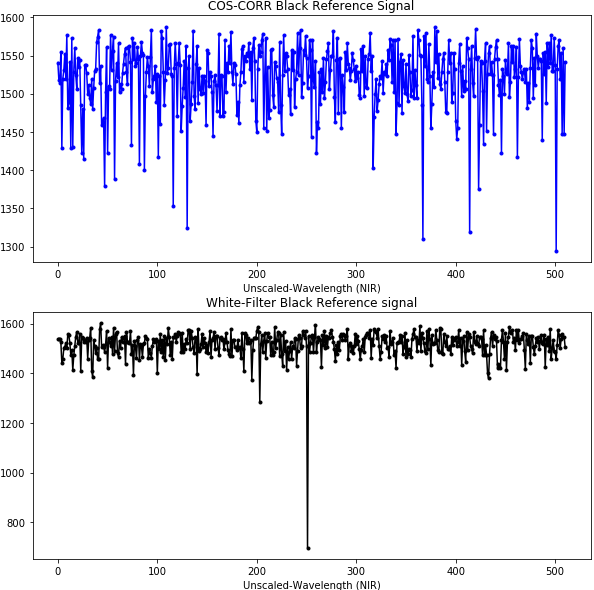 COS-CORR Black Reference Signal
1600
1550
1500
1450
1400
1350
1300
0 100 200 300 400 500
Unscaled-Wavelength (NIR)
White-Filter Black Reference signal
1600
1400
1200
1000
800
0 100 200 300 400 500
Unscaled-Wavelength (NIR)